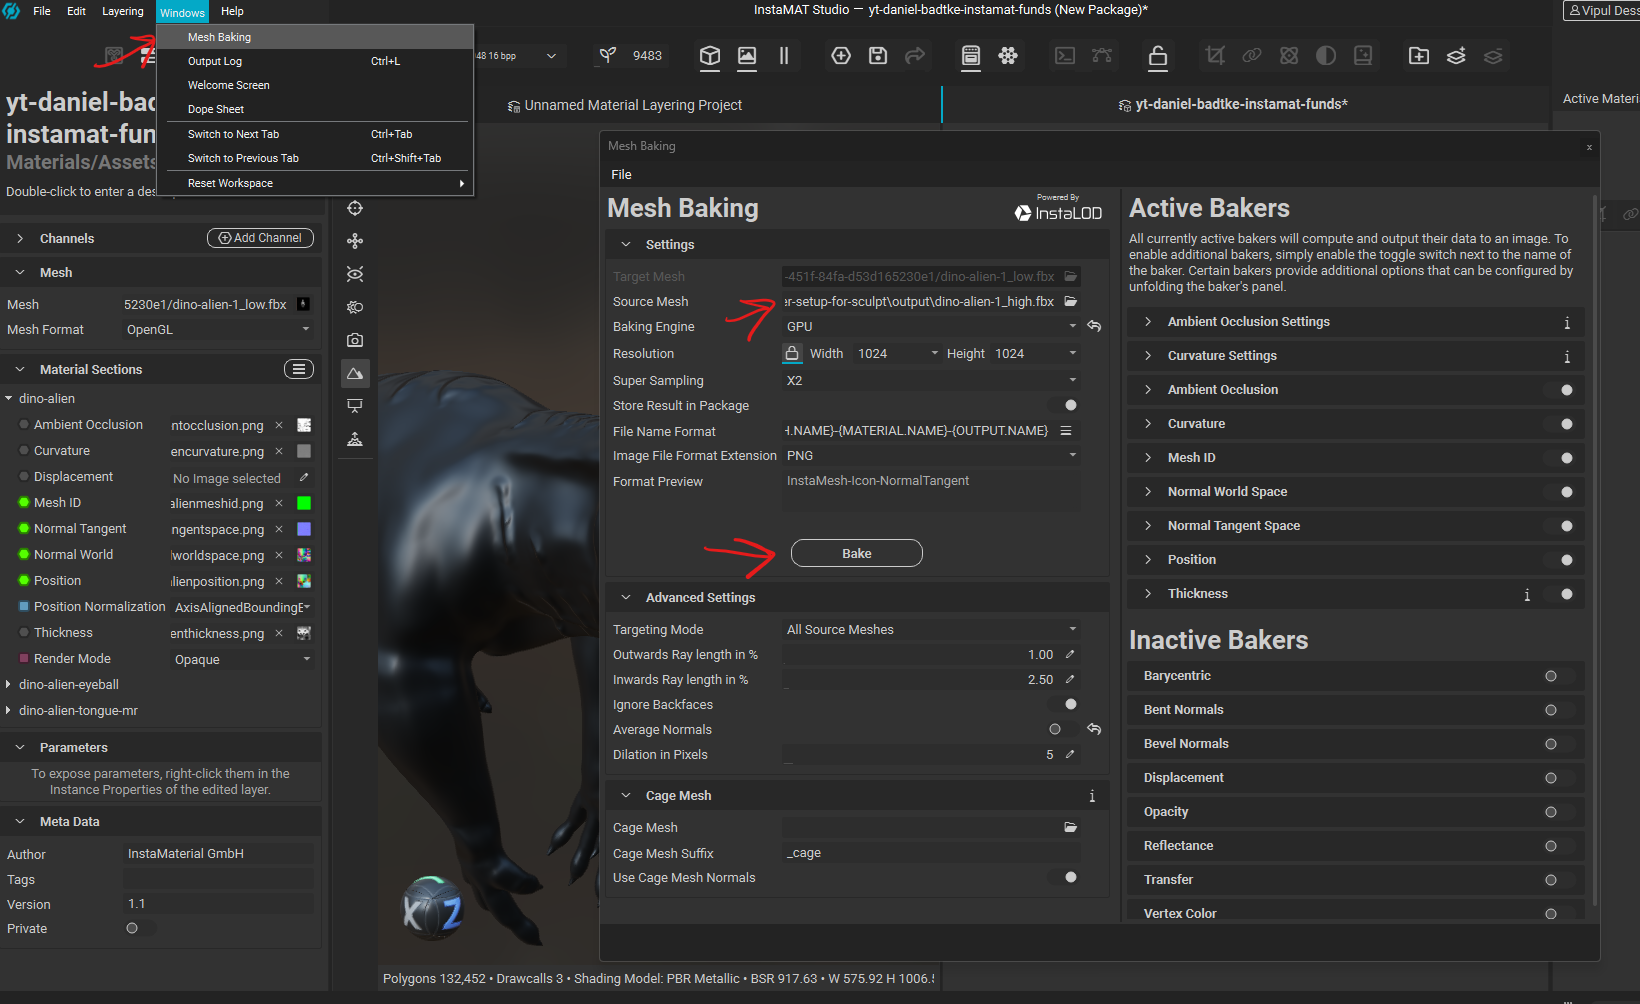 File Edit Layering Windows Help
InstaMAT Studio — yt-daniel-badtke-instamat-funds (New Package)*
Vipul Dess
Mesh Baking
Output Log Ctrl+L
Welcome Screen
Dope Sheet
Switch to Next Tab Ctrl+Tab
Switch to Previous Tab Ctrl+Shift+Tab
Reset Workspace
48 16 bpp
9483
Unnamed Material Layering Project
yt-daniel-badtke-instamat-funds*
Active Materi
yt-daniel-bad
instamat-fun
Materials/Assets
Double-click to enter a des
Channels
Add Channel
Mesh
Mesh 5230e1/dino-alien-1_low.fbx
Mesh Format OpenGL
Material Sections
dino-alien
Ambient Occlusion ntocclusion.png ×
Curvature encurvature.png ×
Displacement No Image selected
Mesh ID alienmeshid.png ×
Normal Tangent ngentspace.png ×
Normal World lworldspace.png ×
Position alienposition.png ×
Position Normalization AxisAlignedBoundingE
Thickness enthickness.png ×
Render Mode Opaque
dino-alien-eyeball
dino-alien-tongue-mr
Parameters
To expose parameters, right-click them in the
Instance Properties of the edited layer.
Meta Data
Author InstaMaterial GmbH
Tags
Version 1.1
Private
X Z
Polygons 132,452 • Drawcalls 3 • Shading Model: PBR Metallic • BSR 917.63 • W 575.92 H 1006.5
Mesh Baking x
File
Mesh Baking
Powered By
InstaLOD
Settings
Target Mesh -451f-84fa-d53d165230e1/dino-alien-1_low.fbx
Source Mesh er-setup-for-sculpt\output\dino-alien-1_high.fbx
Baking Engine GPU
Resolution Width 1024 Height 1024
Super Sampling X2
Store Result in Package
File Name Format H.NAME}-{MATERIAL.NAME}-{OUTPUT.NAME}
Image File Format Extension PNG
Format Preview InstaMesh-Icon-NormalTangent
Bake
Advanced Settings
Targeting Mode All Source Meshes
Outwards Ray length in % 1.00
Inwards Ray length in % 2.50
Ignore Backfaces
Average Normals
Dilation in Pixels 5
Cage Mesh i
Cage Mesh
Cage Mesh Suffix _cage
Use Cage Mesh Normals
Active Bakers
All currently active bakers will compute and output their data to an image. To
enable additional bakers, simply enable the toggle switch next to the name of
the baker. Certain bakers provide additional options that can be configured by
unfolding the baker's panel.
Ambient Occlusion Settings i
Curvature Settings i
Ambient Occlusion
Curvature
Mesh ID
Normal World Space
Normal Tangent Space
Position
Thickness i
Inactive Bakers
Barycentric
Bent Normals
Bevel Normals
Displacement
Opacity
Reflectance
Transfer
Vertex Color